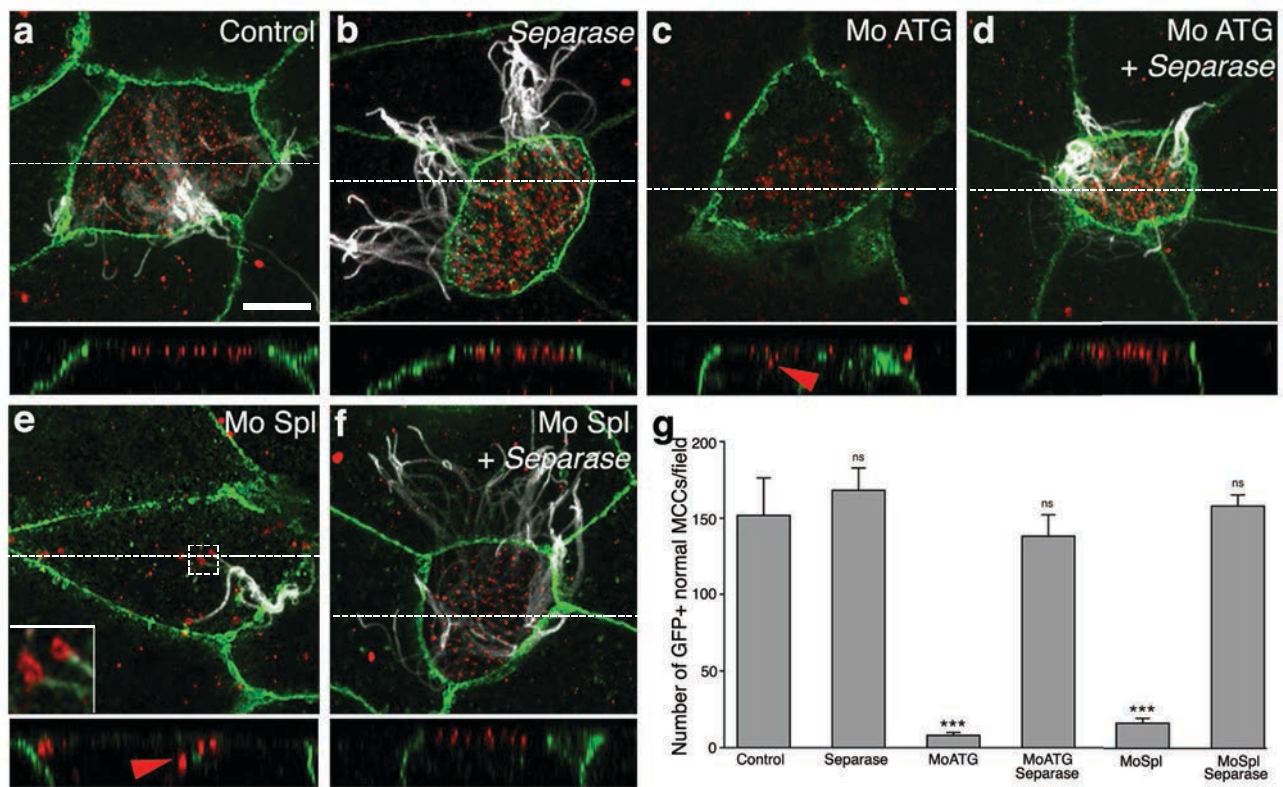 a Control
b Separase
c Mo ATG
d Mo ATG
+ Separase
e Mo Spl
f Mo Spl
+ Separase
g
Number of GFP+ normal MCCs/field
200
150
100
50
0
ns
***
ns
***
ns
Control
Separase
MoATG
MoATG
Separase
MoSpl
MoSpl
Separase